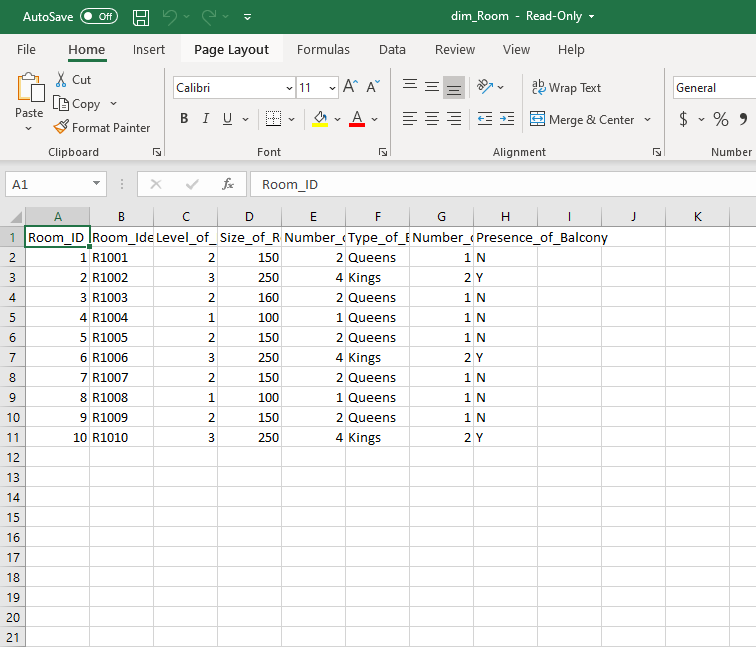 AutoSave Off dim_Room - Read-Only
File Home Insert Page Layout Formulas Data Review View Help
Paste
Cut
Copy
Format Painter
Calibri 11
B I U
A A A
ab Wrap Text
Merge & Center
General
$ % 9
Clipboard Font Alignment Number
A1 fx Room_ID
A B C D E F G H I J K
1 Room_ID Room_Ide Level_of_ Size_of_R Number_o Type_of_B Number_o Presence_of_Balcony
2 1 R1001 2 150 2 Queens 1 N
3 2 R1002 3 250 4 Kings 2 Y
4 3 R1003 2 160 2 Queens 1 N
5 4 R1004 1 100 1 Queens 1 N
6 5 R1005 2 150 2 Queens 1 N
7 6 R1006 3 250 4 Kings 2 Y
8 7 R1007 2 150 2 Queens 1 N
9 8 R1008 1 100 1 Queens 1 N
10 9 R1009 2 150 2 Queens 1 N
11 10 R1010 3 250 4 Kings 2 Y
12
13
14
15
16
17
18
19
20
21